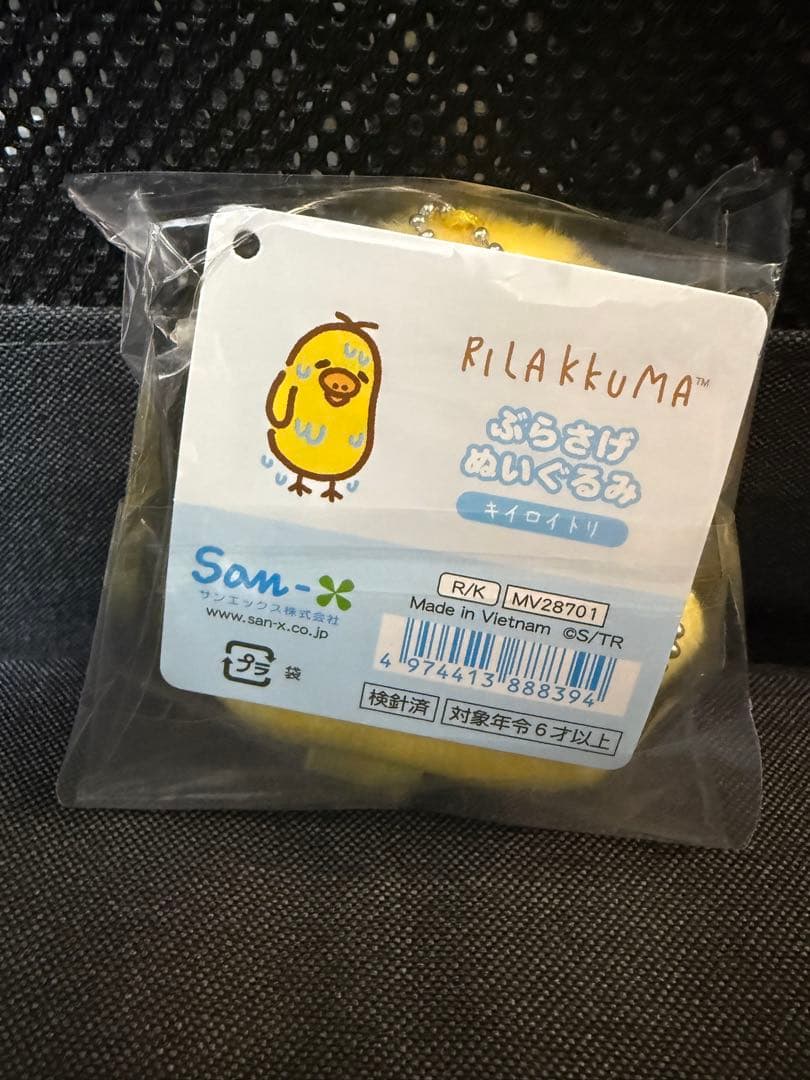 RILAKKUMA™
ぶらさげ
ぬいぐるみ
キイロイトリ
San-X
サンエックス株式会社
www.san-x.co.jp
プラ 袋
R/K MV28701
Made in Vietnam ©S/TR
4 974413 888394
検針済 対象年令6才以上